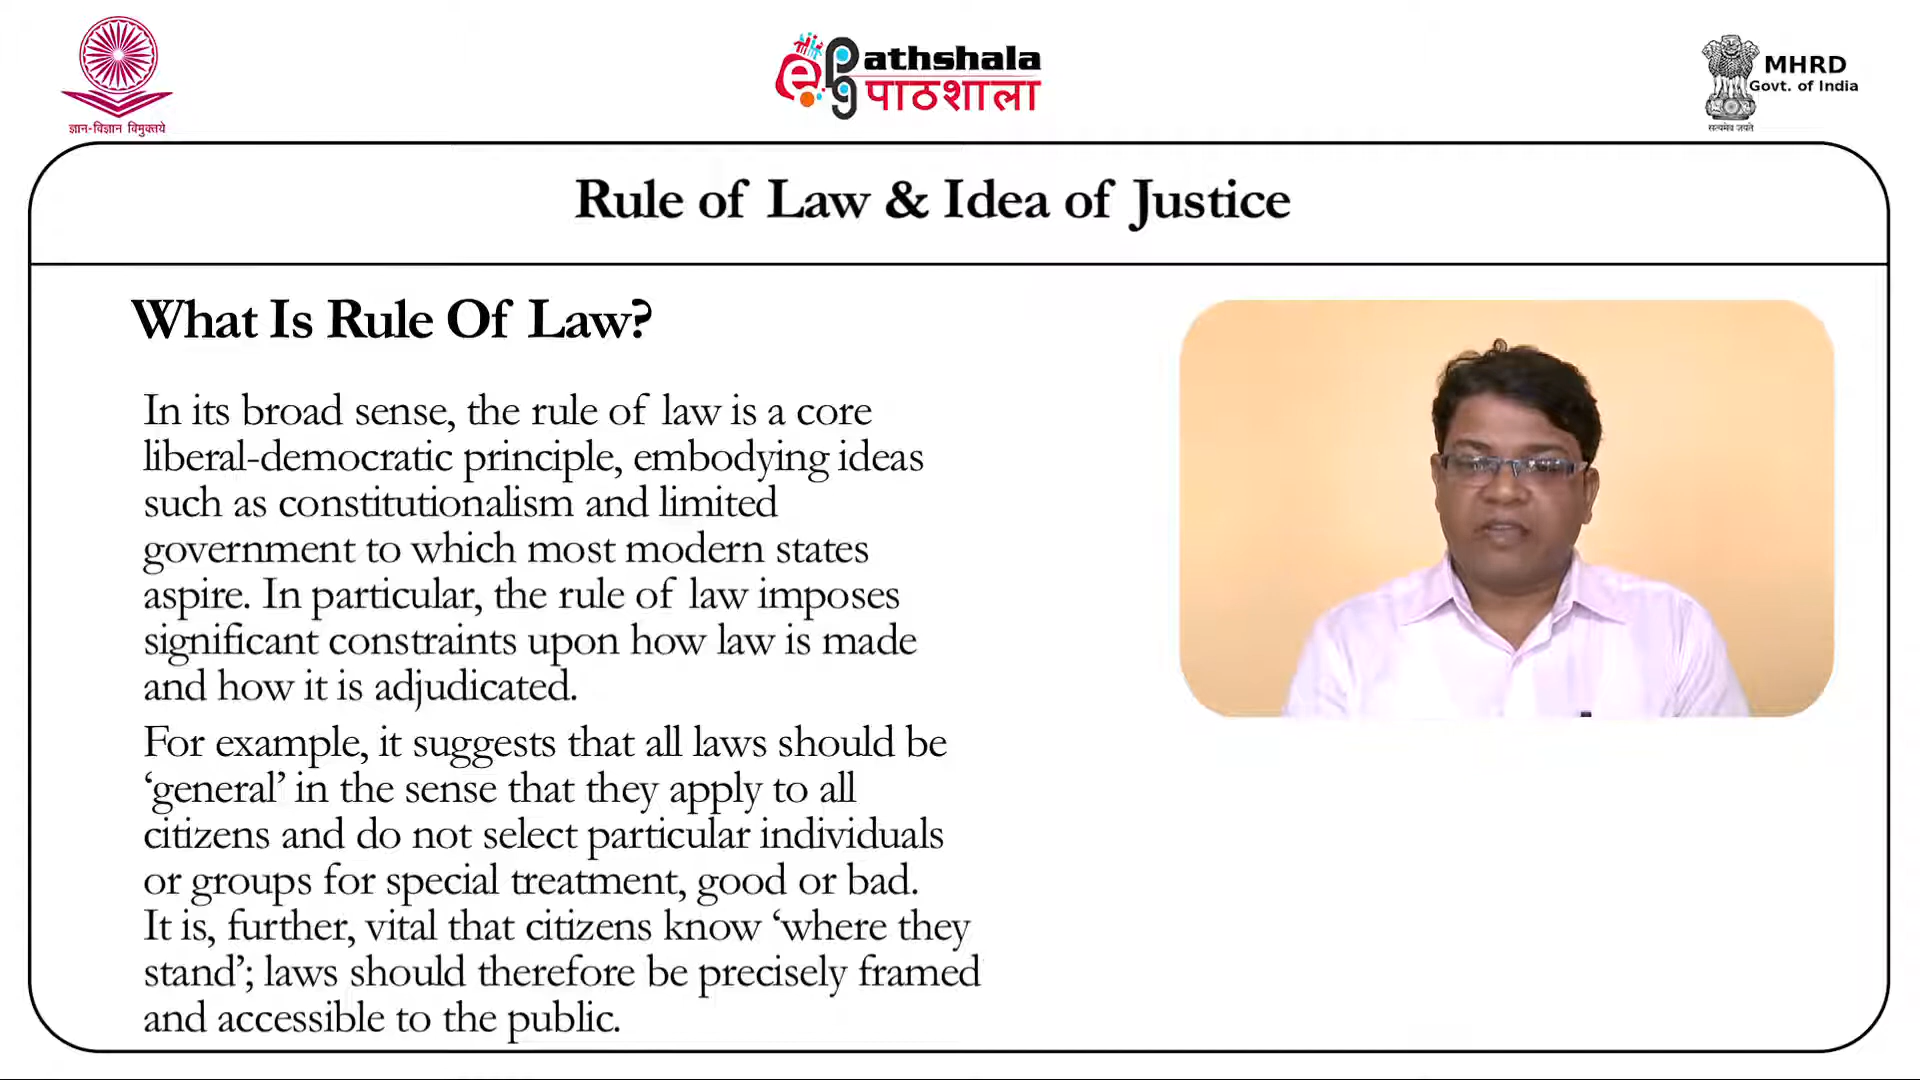 ज्ञान-विज्ञान विमुक्तये
e
Pg
athshala
पाठशाला
MHRD
Govt. of India
सत्यमेव जयते
Rule of Law & Idea of Justice
What Is Rule Of Law?
In its broad sense, the rule of law is a core
liberal-democratic principle, embodying ideas
such as constitutionalism and limited
government to which most modern states
aspire. In particular, the rule of law imposes
significant constraints upon how law is made
and how it is adjudicated.
For example, it suggests that all laws should be
‘general’ in the sense that they apply to all
citizens and do not select particular individuals
or groups for special treatment, good or bad.
It is, further, vital that citizens know ‘where they
stand’; laws should therefore be precisely framed
and accessible to the public.